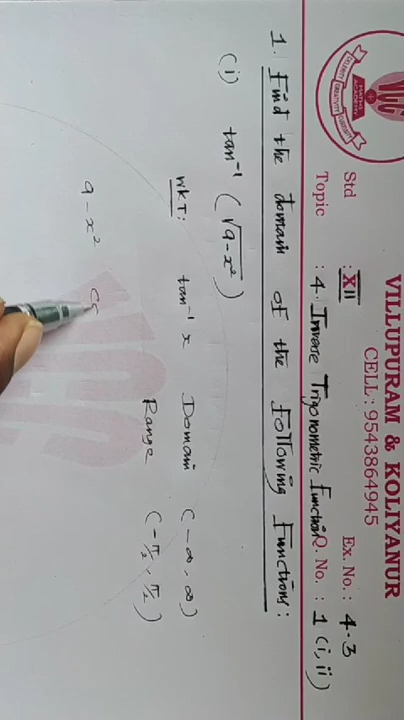 VILLUPURAM & KOLIYANUR
CELL : 9543864945
Std : XII Ex. No. : 4.3
Topic : 4. Inverse Trigonometric Function Q. No. : 1 (i, ii)
1. Find the domain of the following Functions :
(i) tan⁻¹ (√9-x²)
WKT: tan⁻¹ x Domain (-∞, ∞)
Range (-π/2, π/2)
9 - x²